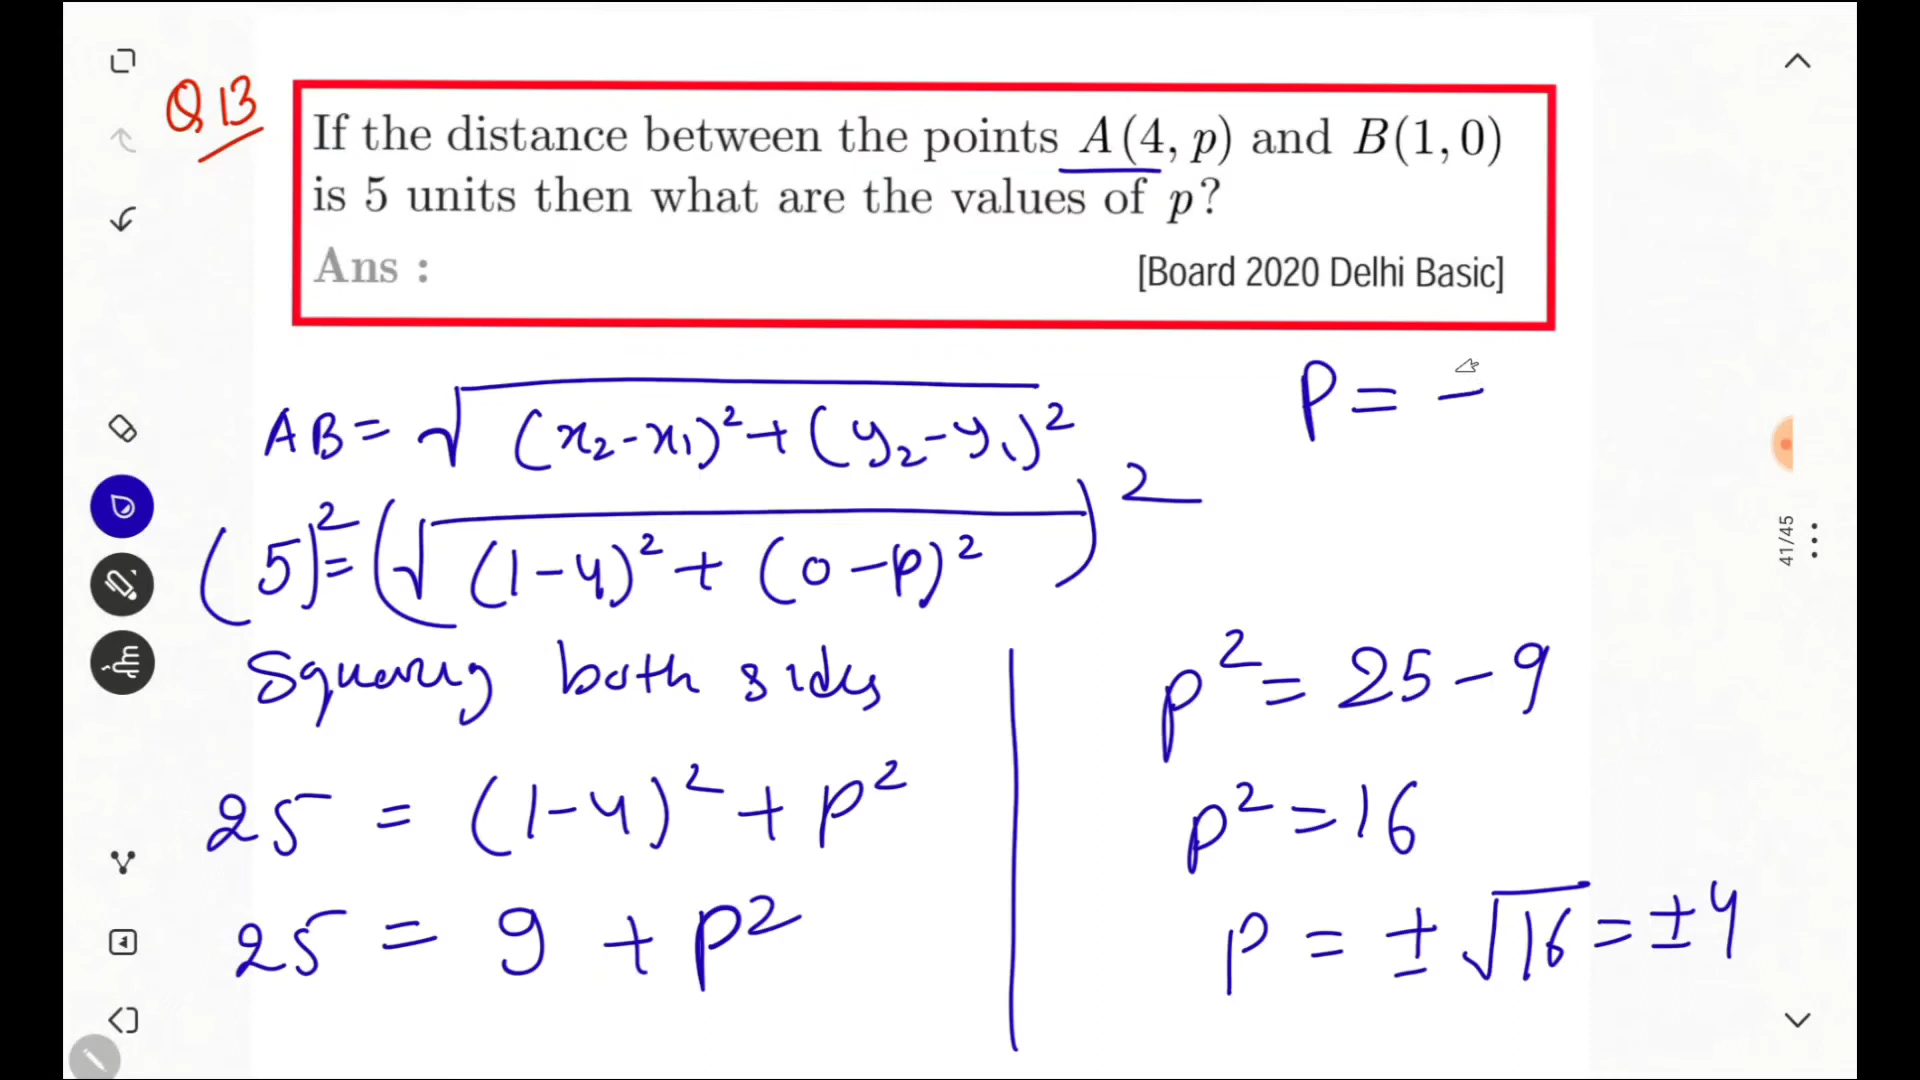 Q13
If the distance between the points A(4, p) and B(1, 0)
is 5 units then what are the values of p?
Ans :
[Board 2020 Delhi Basic]
P = -
AB = √(x₂-x₁)²+(y₂-y₁)²
(5)² = (√(1-4)² + (0-p)²)²
Squaring both sides
25 = (1-4)² + p²
25 = 9 + p²
p² = 25 - 9
p² = 16
p = ± √16 = ±4
41/45